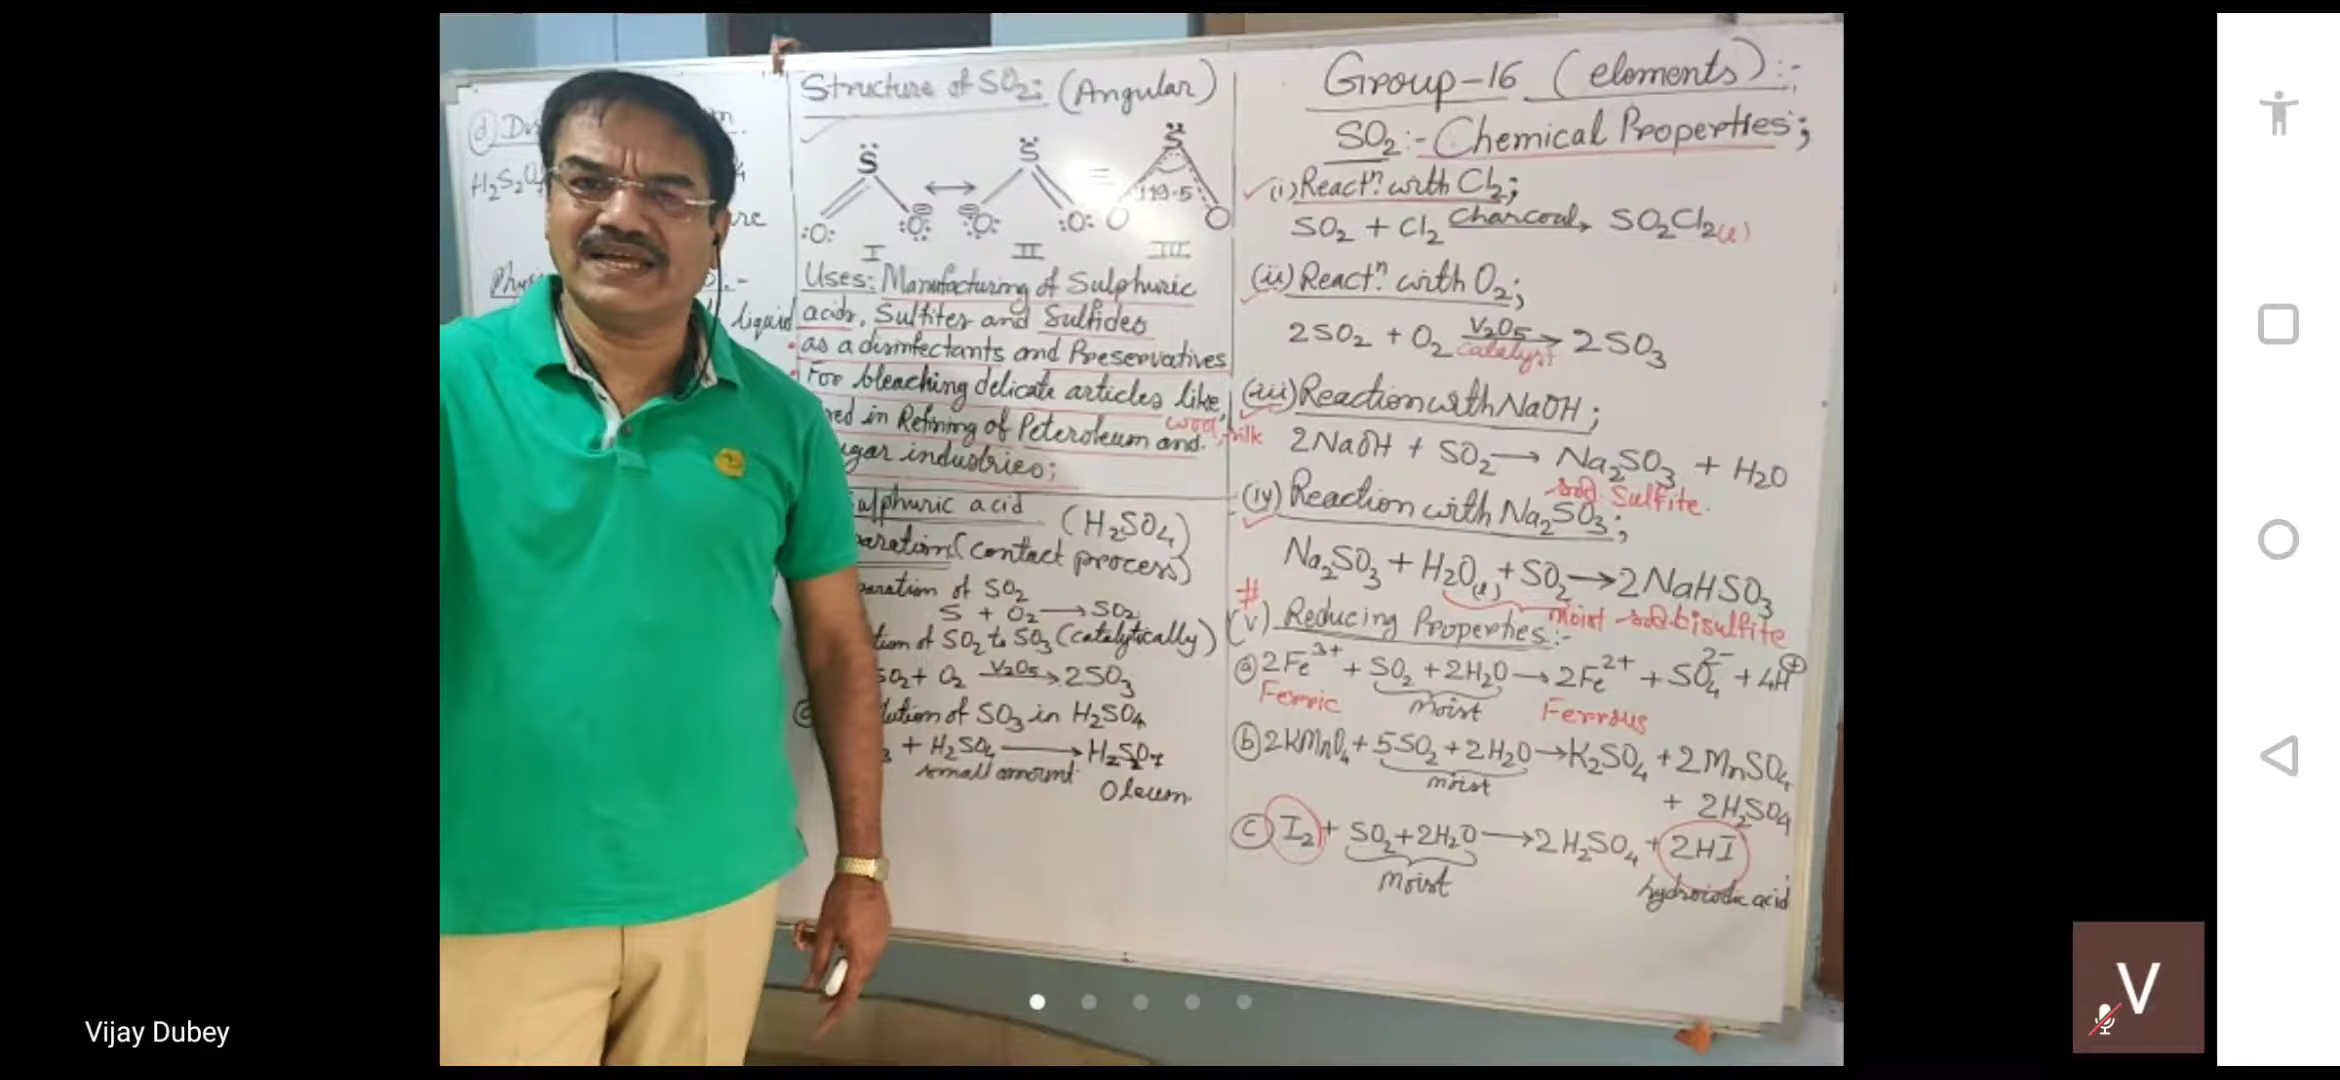 d
H₂S₂O₇
liquid
Structure of SO₂: (Angular)
S̈ S̈ S̈
↔ = 119.5
:O: :O:⊖ ⊖:O: :O: O O
I II III
Uses: Manufacturing of Sulphuric
acids, Sulfites and Sulfides
• as a disinfectants and Preservatives
• For bleaching delicate articles like,
wool, silk
in Refining of Peteroleum and
industries;
acid (H₂SO₄)
(contact process)
of SO₂
S + O₂ → SO₂
of SO₂ to SO₃ (catalytically)
SO₂ + O₂ V₂O₅→ 2SO₃
of SO₃ in H₂SO₄
+ H₂SO₄ → H₂S₂O₇
small amount Oleum
Group-16 (elements):-
SO₂:- Chemical Properties;
(i) Reactⁿ. with Cl₂;
SO₂ + Cl₂ Charcoal→ SO₂Cl₂(l)
(ii) Reactⁿ. with O₂;
2SO₂ + O₂ V₂O₅→ 2SO₃
catalyst
(iii) Reaction with NaOH;
2NaOH + SO₂ → Na₂SO₃ + H₂O
sod. Sulfite.
(iv) Reaction with Na₂SO₃;
Na₂SO₃ + H₂O(l) + SO₂ → 2NaHSO₃
moist sod. bisulfite
# (v) Reducing Properties:-
(a) 2Fe³⁺ + SO₂ + 2H₂O → 2Fe²⁺ + SO₄²⁻ + 4H⊕
Ferric moist Ferrous
(b) 2KMnO₄ + 5SO₂ + 2H₂O → K₂SO₄ + 2MnSO₄
moist + 2H₂SO₄
(c) I₂ + SO₂ + 2H₂O → 2H₂SO₄ + 2HI
moist hydroiodic acid
Vijay Dubey
V